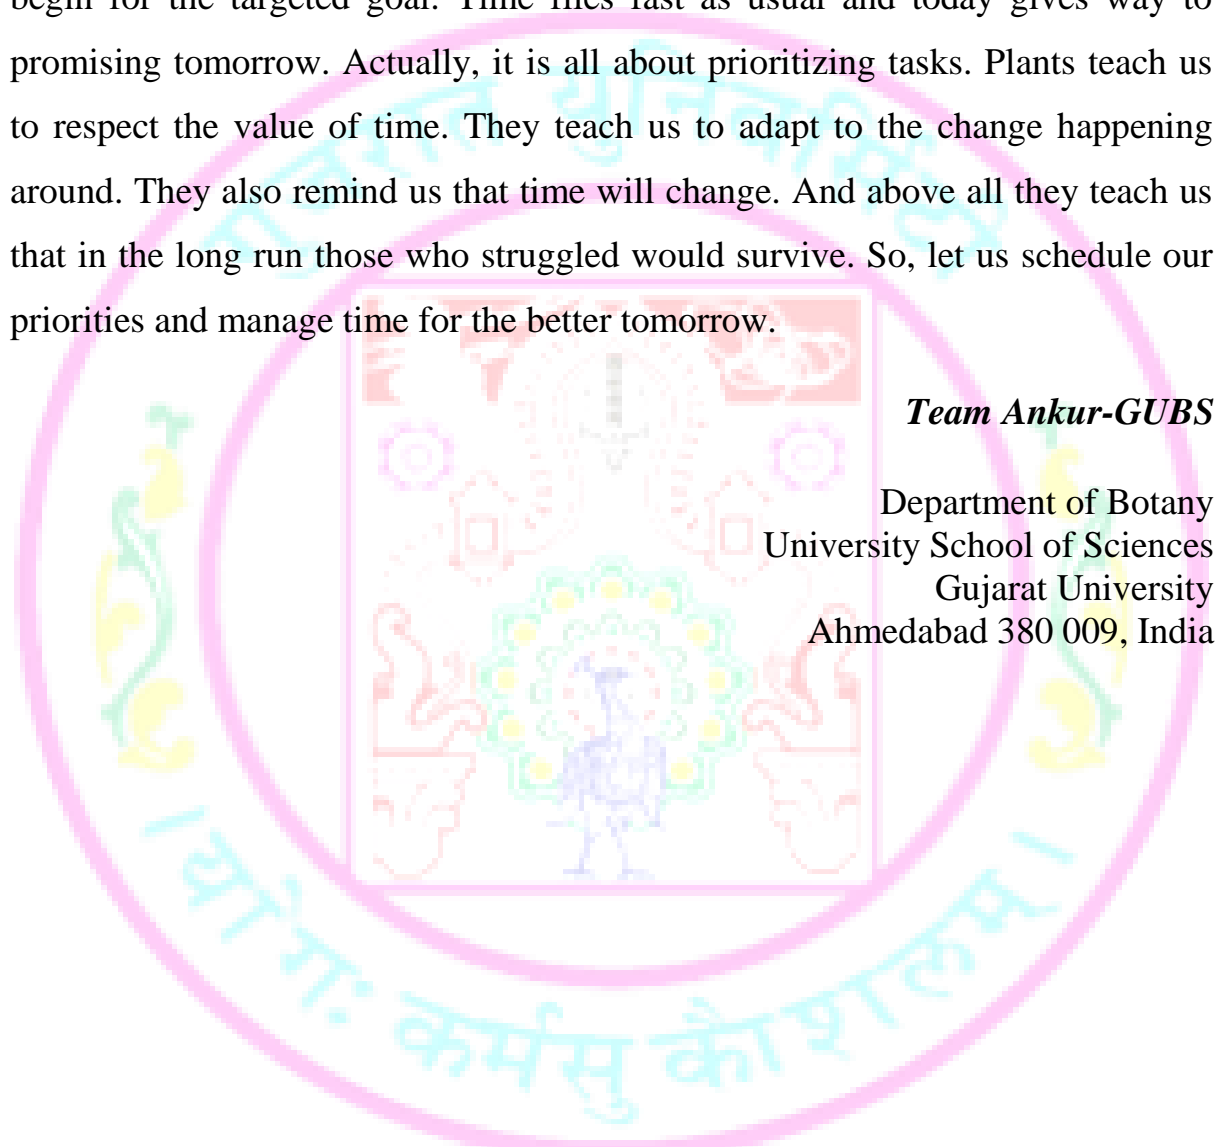 begin for the targeted goal. Time flies fast as usual and today gives way to
promising tomorrow. Actually, it is all about prioritizing tasks. Plants teach us
to respect the value of time. They teach us to adapt to the change happening
around. They also remind us that time will change. And above all they teach us
that in the long run those who struggled would survive. So, let us schedule our
priorities and manage time for the better tomorrow.
Team Ankur-GUBS
Department of Botany
University School of Sciences
Gujarat University
Ahmedabad 380 009, India
गुजरात युनिवर्सिटी
। योगः कर्मसु कौशलम् ।